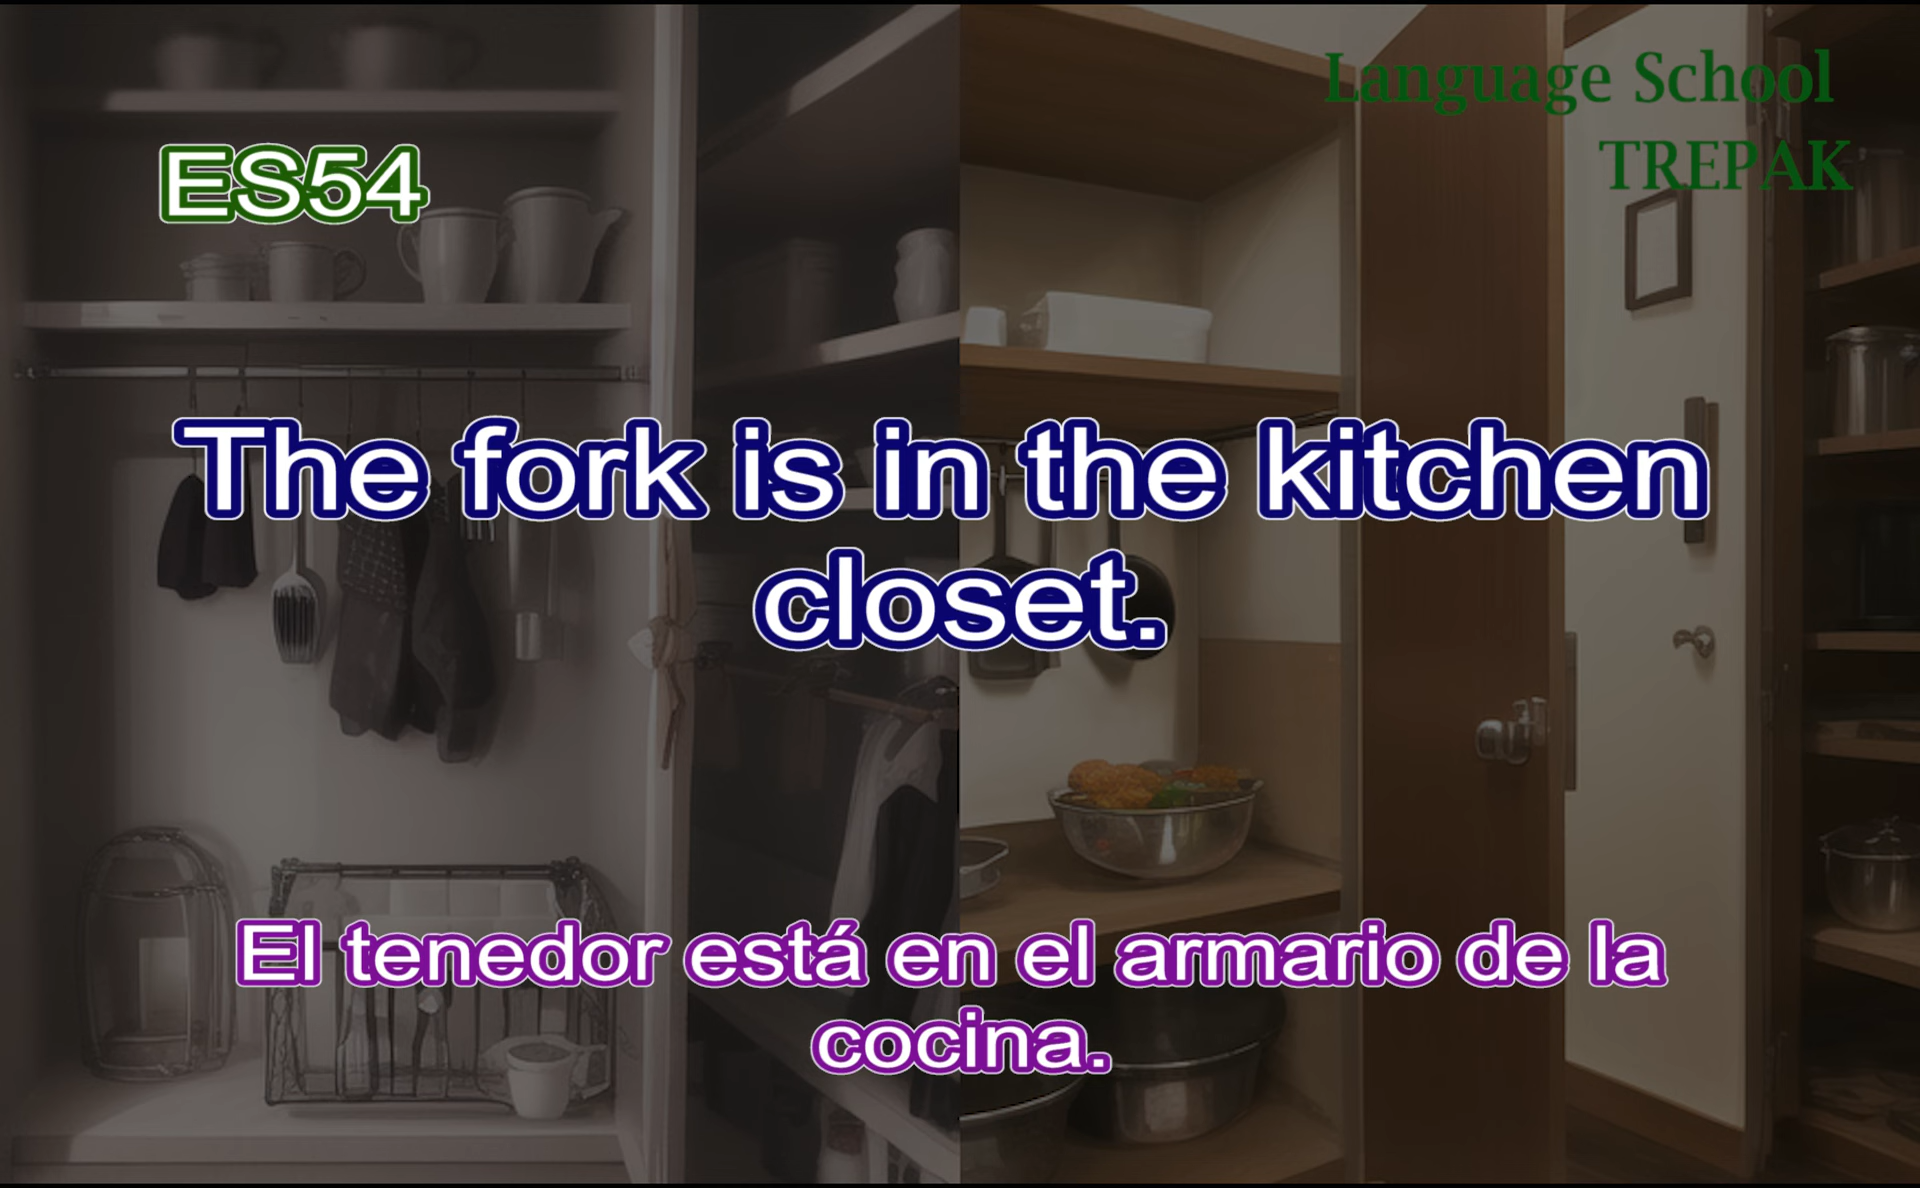 Language School
TREPAK
ES54
The fork is in the kitchen
closet.
El tenedor está en el armario de la
cocina.